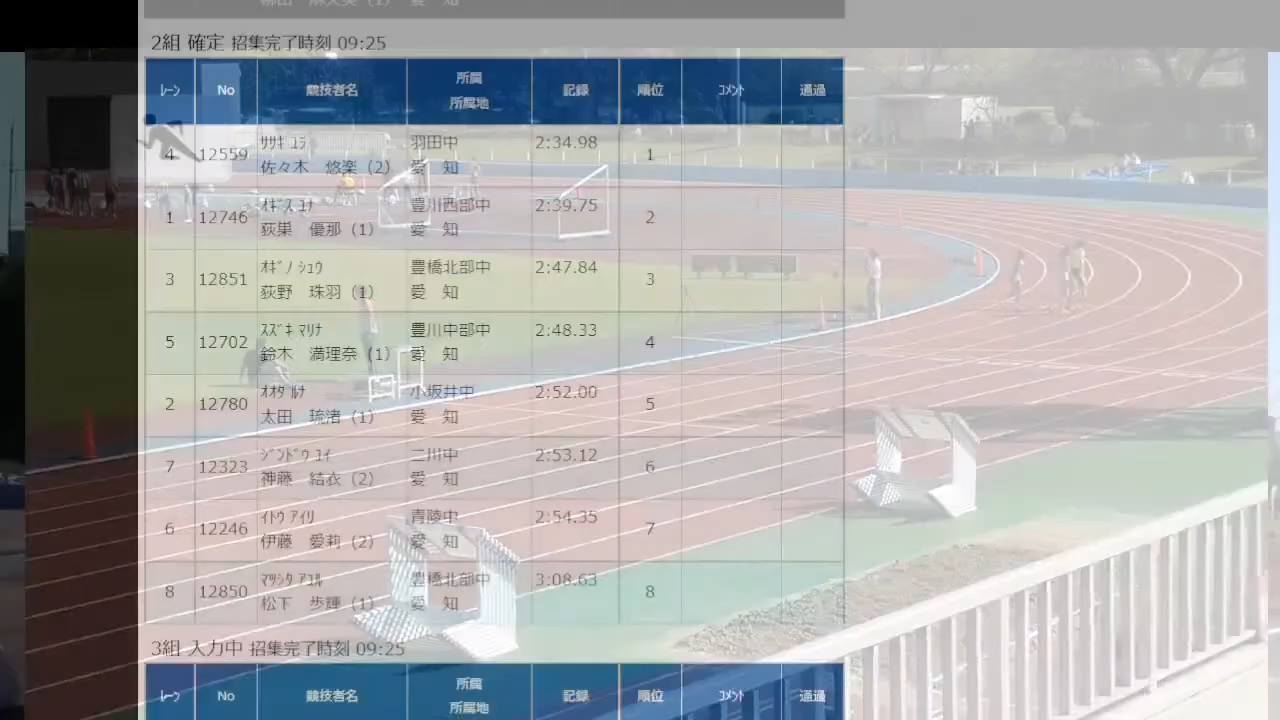 柳田　麻友美 (1) 愛　知
2組 確定 招集完了時刻 09:25
ﾚｰﾝ No 競技者名 所属 所属地 記録 順位 ｺﾒﾝﾄ 通過
4 12559 ｻｻｷ ﾕﾗ 羽田中 2:34.98 1
佐々木　悠楽 (2) 愛　知
1 12746 ｵｷﾞｽ ﾕﾅ 豊川西部中 2:39.75 2
荻巣　優那 (1) 愛　知
3 12851 ｵｷﾞﾉ ｼｭｳ 豊橋北部中 2:47.84 3
荻野　珠羽 (1) 愛　知
5 12702 ｽｽﾞｷ ﾏﾘﾅ 豊川中部中 2:48.33 4
鈴木　満理奈 (1) 愛　知
2 12780 ｵｵﾀ ﾙﾅ 小坂井中 2:52.00 5
太田　琉渚 (1) 愛　知
7 12323 ｼﾞﾝﾄﾞｳ ﾕｲ 二川中 2:53.12 6
神藤　結衣 (2) 愛　知
6 12246 ｲﾄｳ ｱｲﾘ 青陵中 2:54.35 7
伊藤　愛莉 (2) 愛　知
8 12850 ﾏﾂｼﾀ ｱﾕﾙ 豊橋北部中 3:08.63 8
松下　歩輝 (1) 愛　知
3組 入力中 招集完了時刻 09:25
ﾚｰﾝ No 競技者名 所属 所属地 記録 順位 ｺﾒﾝﾄ 通過